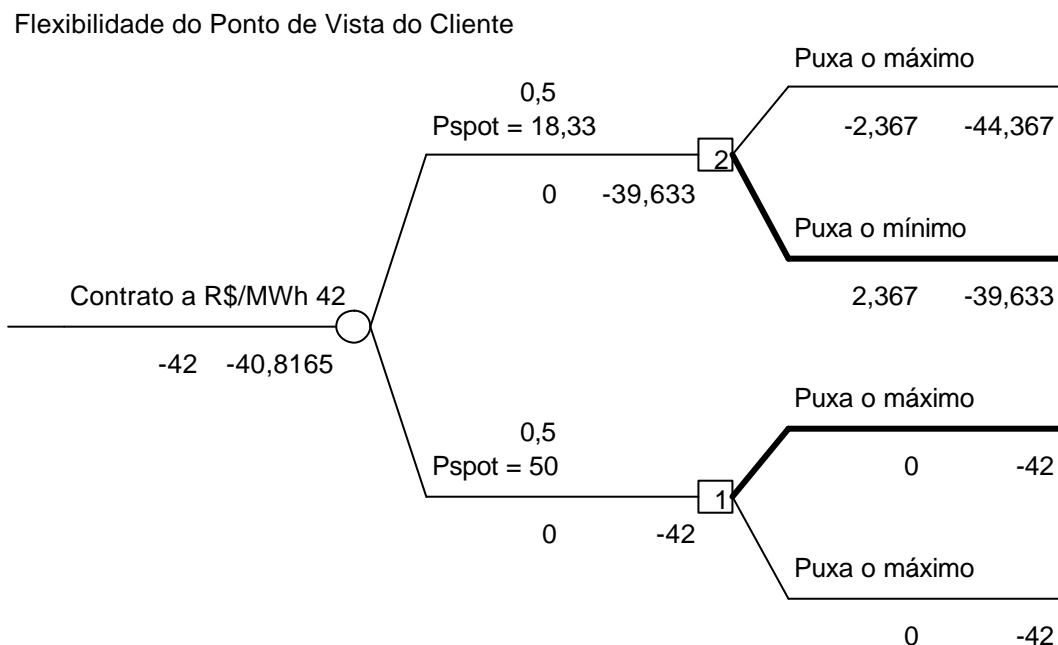 Flexibilidade do Ponto de Vista do Cliente
Puxa o máximo
0,5
Pspot = 18,33
-2,367 -44,367
2
0 -39,633
Puxa o mínimo
Contrato a R$/MWh 42
2,367 -39,633
-42 -40,8165
Puxa o máximo
0,5
Pspot = 50
0 -42
1
0 -42
Puxa o máximo
0 -42